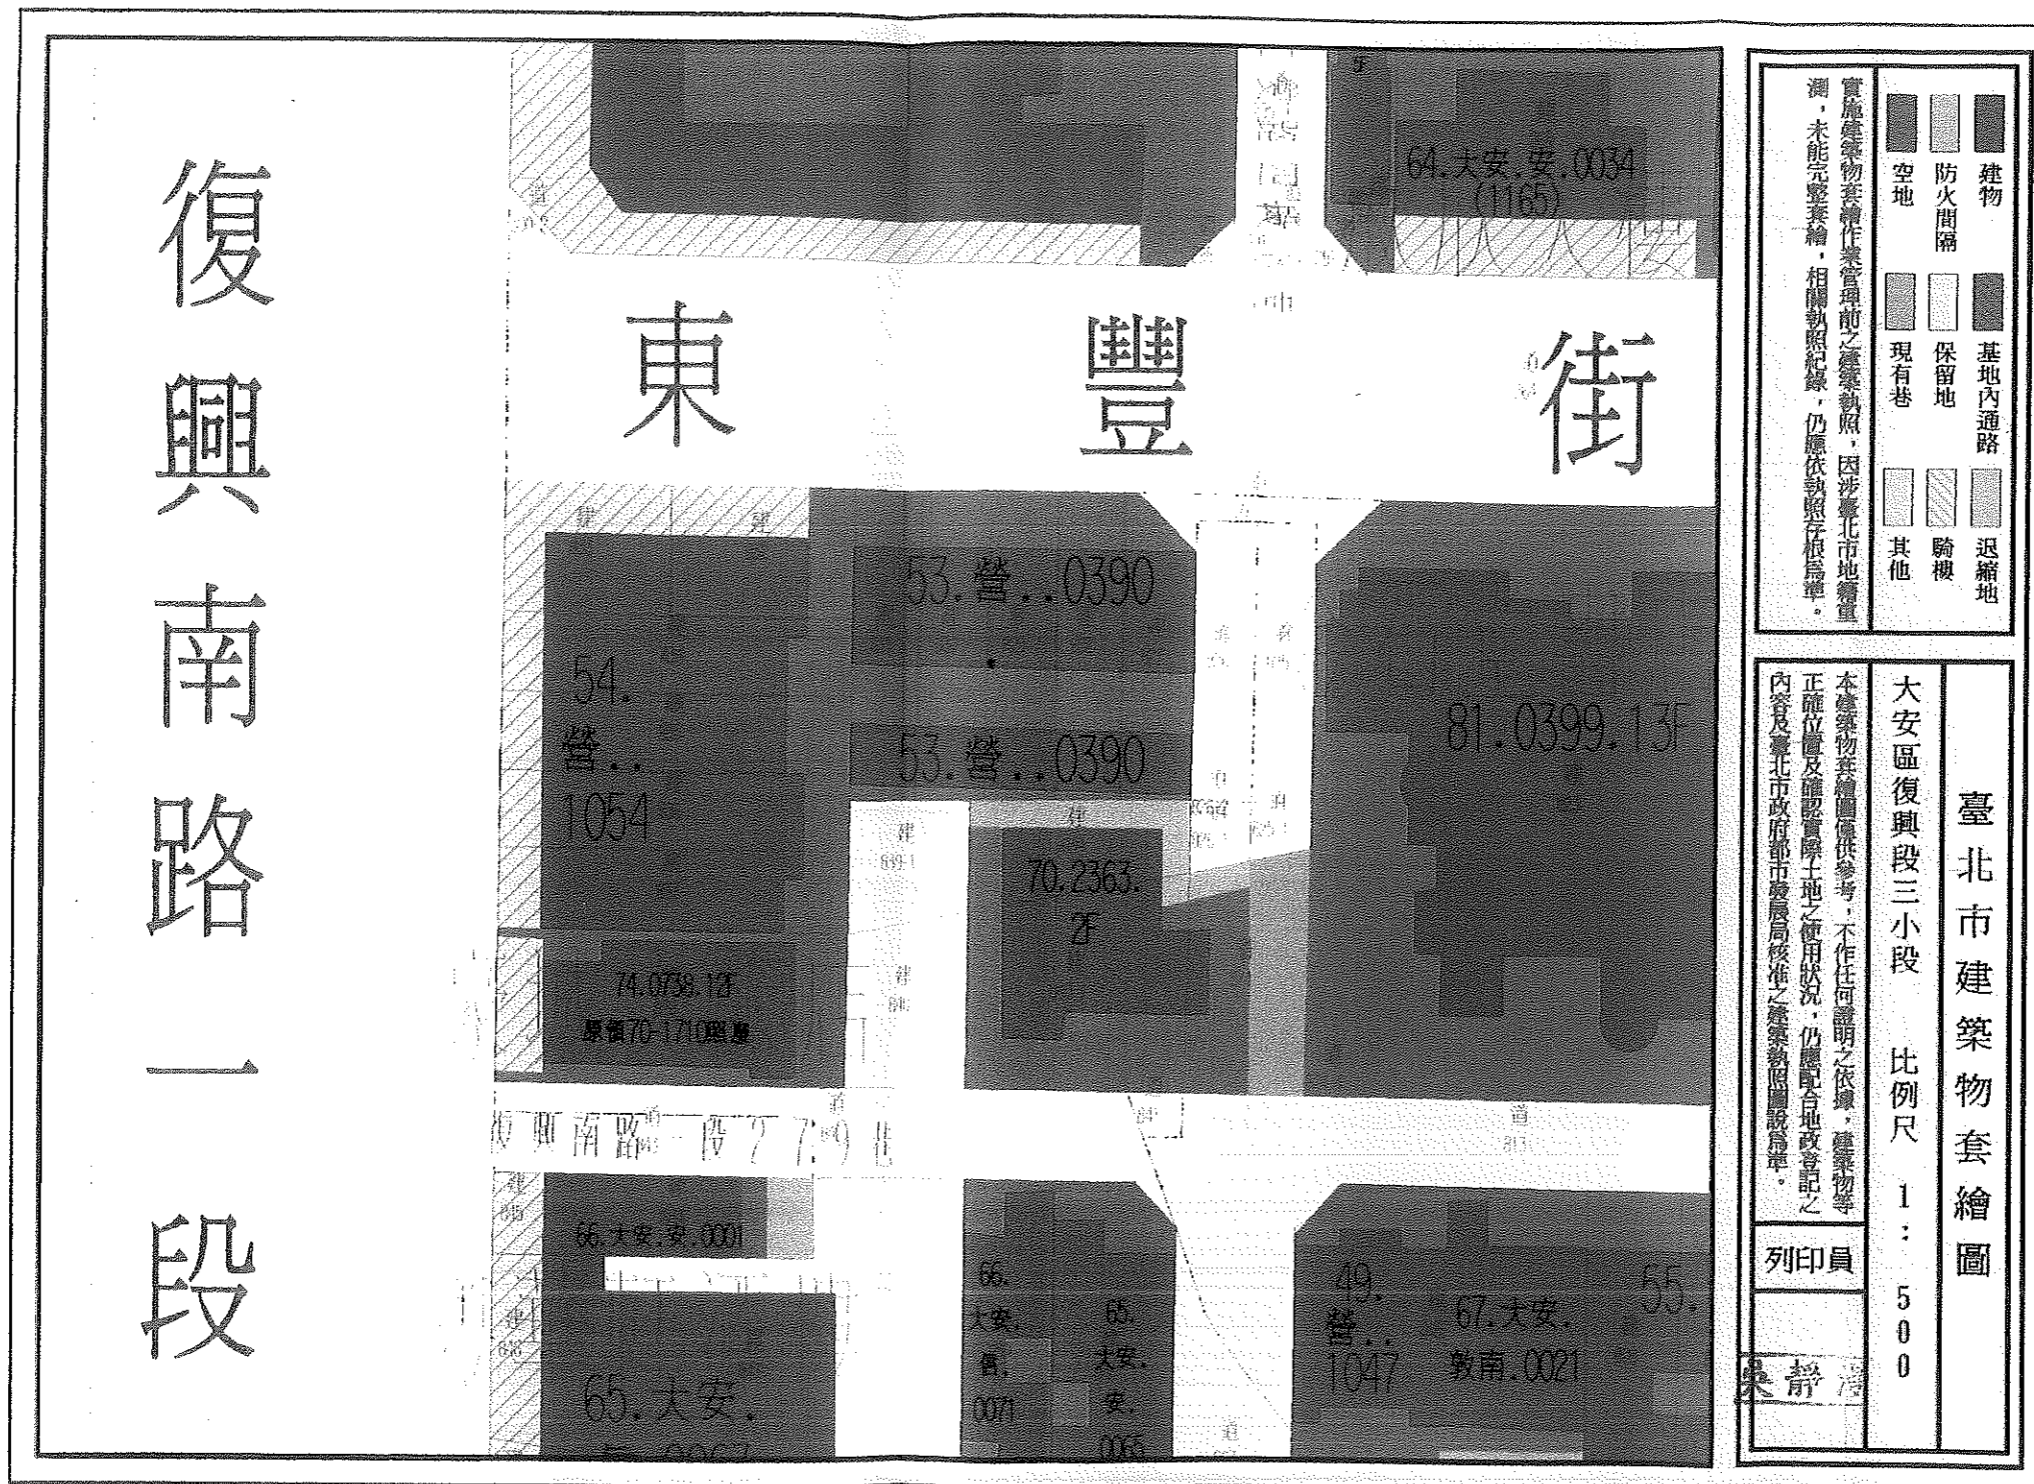 臺北市建築物套繪圖
大安區復興段三小段 比例尺 1: 500
本建築物套繪圖僅供參考，不作任何證明之依據，建築物等
正確位置及確認實際土地之使用狀況，仍應配合地政登記之
內容及臺北市政府都市發展局核准之建築執照圖說為準。
列印員
建物
基地內通路
退縮地
防火間隔
保留地
騎樓
空地
現有巷
其他
實施建築物套繪作業管理前之建築執照，因涉臺北市地籍重
測，未能完整套繪，相關執照紀錄，仍應依執照存根為準。
復興南路一段
東豐街
64.大安.安.0034
(1165)
53.營..0390
54.
營..
1054
53.營..0390
81.0399.13F
建
建
70.2363.
2F
建
74.0738.12F
原領70-1710照廢
道
813
復興南路一段279巷
66.大安.安.0001
65.大安.
66.
大安.
0071
65.
大安.
安.
0065
49.
營..
1047
67.大安.
敦南.0021
55.